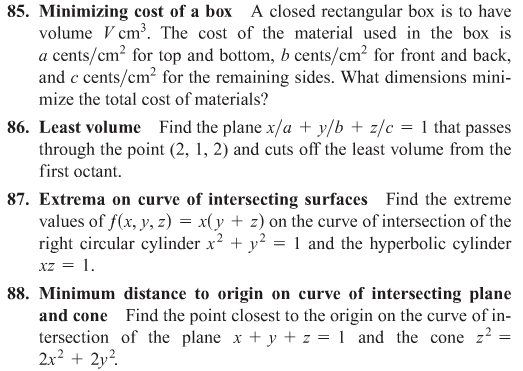 85. Minimizing cost of a box A closed rectangular box is to have
volume V cm³. The cost of the material used in the box is
a cents/cm² for top and bottom, b cents/cm² for front and back,
and c cents/cm² for the remaining sides. What dimensions mini-
mize the total cost of materials?
86. Least volume Find the plane x/a + y/b + z/c = 1 that passes
through the point (2, 1, 2) and cuts off the least volume from the
first octant.
87. Extrema on curve of intersecting surfaces Find the extreme
values of f(x, y, z) = x(y + z) on the curve of intersection of the
right circular cylinder x² + y² = 1 and the hyperbolic cylinder
xz = 1.
88. Minimum distance to origin on curve of intersecting plane
and cone Find the point closest to the origin on the curve of in-
tersection of the plane x + y + z = 1 and the cone z² =
2x² + 2y².